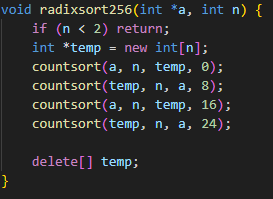 void radixsort256(int *a, int n) {
    if (n < 2) return;
    int *temp = new int[n];
    countsort(a, n, temp, 0);
    countsort(temp, n, a, 8);
    countsort(a, n, temp, 16);
    countsort(temp, n, a, 24);

    delete[] temp;
}